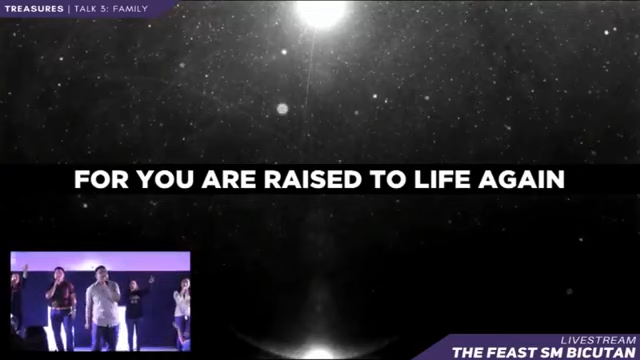 TREASURES | TALK 3: FAMILY
FOR YOU ARE RAISED TO LIFE AGAIN
LIVESTREAM
THE FEAST SM BICUTAN